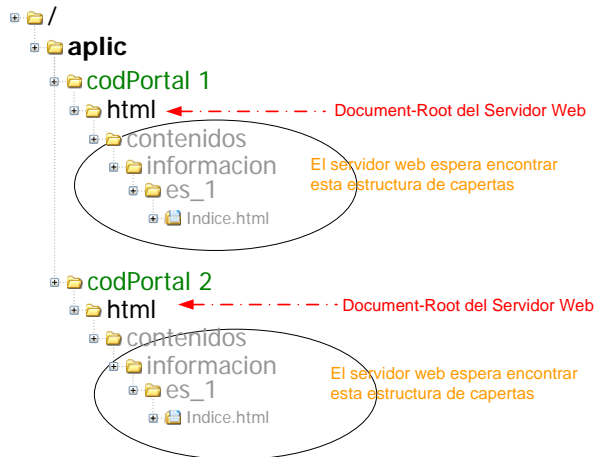 /
aplic
codPortal 1
html Document-Root del Servidor Web
contenidos
informacion El servidor web espera encontrar
es_1 esta estructura de capertas
Indice.html
codPortal 2
html Document-Root del Servidor Web
contenidos
informacion El servidor web espera encontrar
es_1 esta estructura de capertas
Indice.html